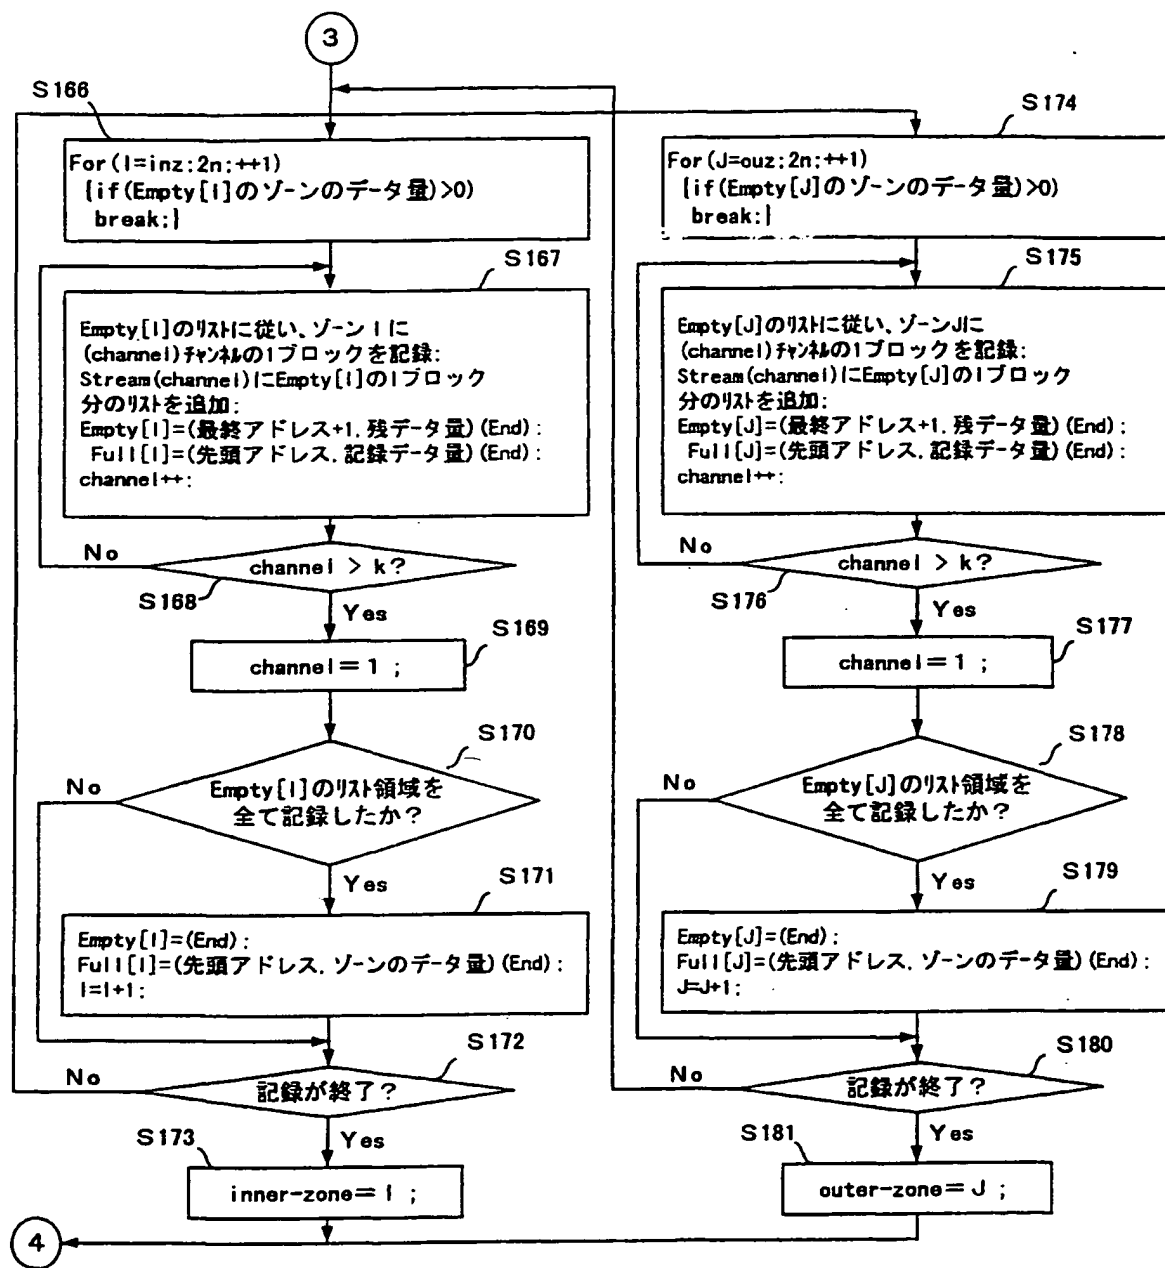 3
S166
For(I=inz;2n;++1)
{if(Empty[I]のゾーンのデータ量)>0)
break;}
S167
Empty[I]のリストに従い、ゾーンIに
(channel)チャンネルの1ブロックを記録;
Stream(channel)にEmpty[I]の1ブロック
分のリストを追加;
Empty[I]=(最終アドレス+1,残データ量)(End);
Full[I]=(先頭アドレス,記録データ量)(End);
channel++;
No
channel > k?
S168
Yes
S169
channel=1 ;
S170
No
Empty[I]のリスト領域を
全て記録したか?
Yes
S171
Empty[I]=(End);
Full[I]=(先頭アドレス,ゾーンのデータ量)(End);
I=I+1;
S172
No
記録が終了?
S173
Yes
inner-zone=I ;
4
S174
For(J=ouz;2n;++1)
{if(Empty[J]のゾーンのデータ量)>0)
break;}
S175
Empty[J]のリストに従い、ゾーンJに
(channel)チャンネルの1ブロックを記録;
Stream(channel)にEmpty[J]の1ブロック
分のリストを追加;
Empty[J]=(最終アドレス+1,残データ量)(End);
Full[J]=(先頭アドレス,記録データ量)(End);
channel++;
No
channel > k?
S176
Yes
S177
channel=1 ;
S178
No
Empty[J]のリスト領域を
全て記録したか?
Yes
S179
Empty[J]=(End);
Full[J]=(先頭アドレス,ゾーンのデータ量)(End);
J=J+1;
S180
No
記録が終了?
S181
Yes
outer-zone=J ;